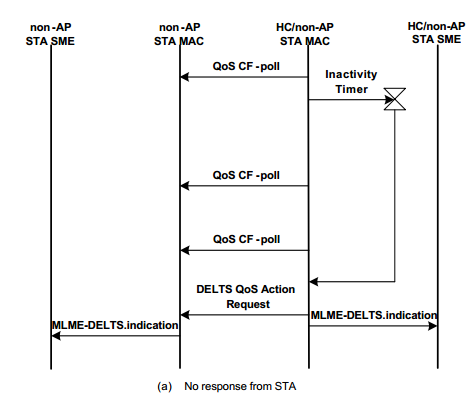 non-AP
STA SME
non-AP
STA MAC
HC/non-AP
STA MAC
HC/non-AP
STA SME
QoS CF-poll
Inactivity
Timer
QoS CF-poll
QoS CF-poll
DELTS QoS Action
Request
MLME-DELTS.indication
MLME-DELTS.indication
(a) No response from STA